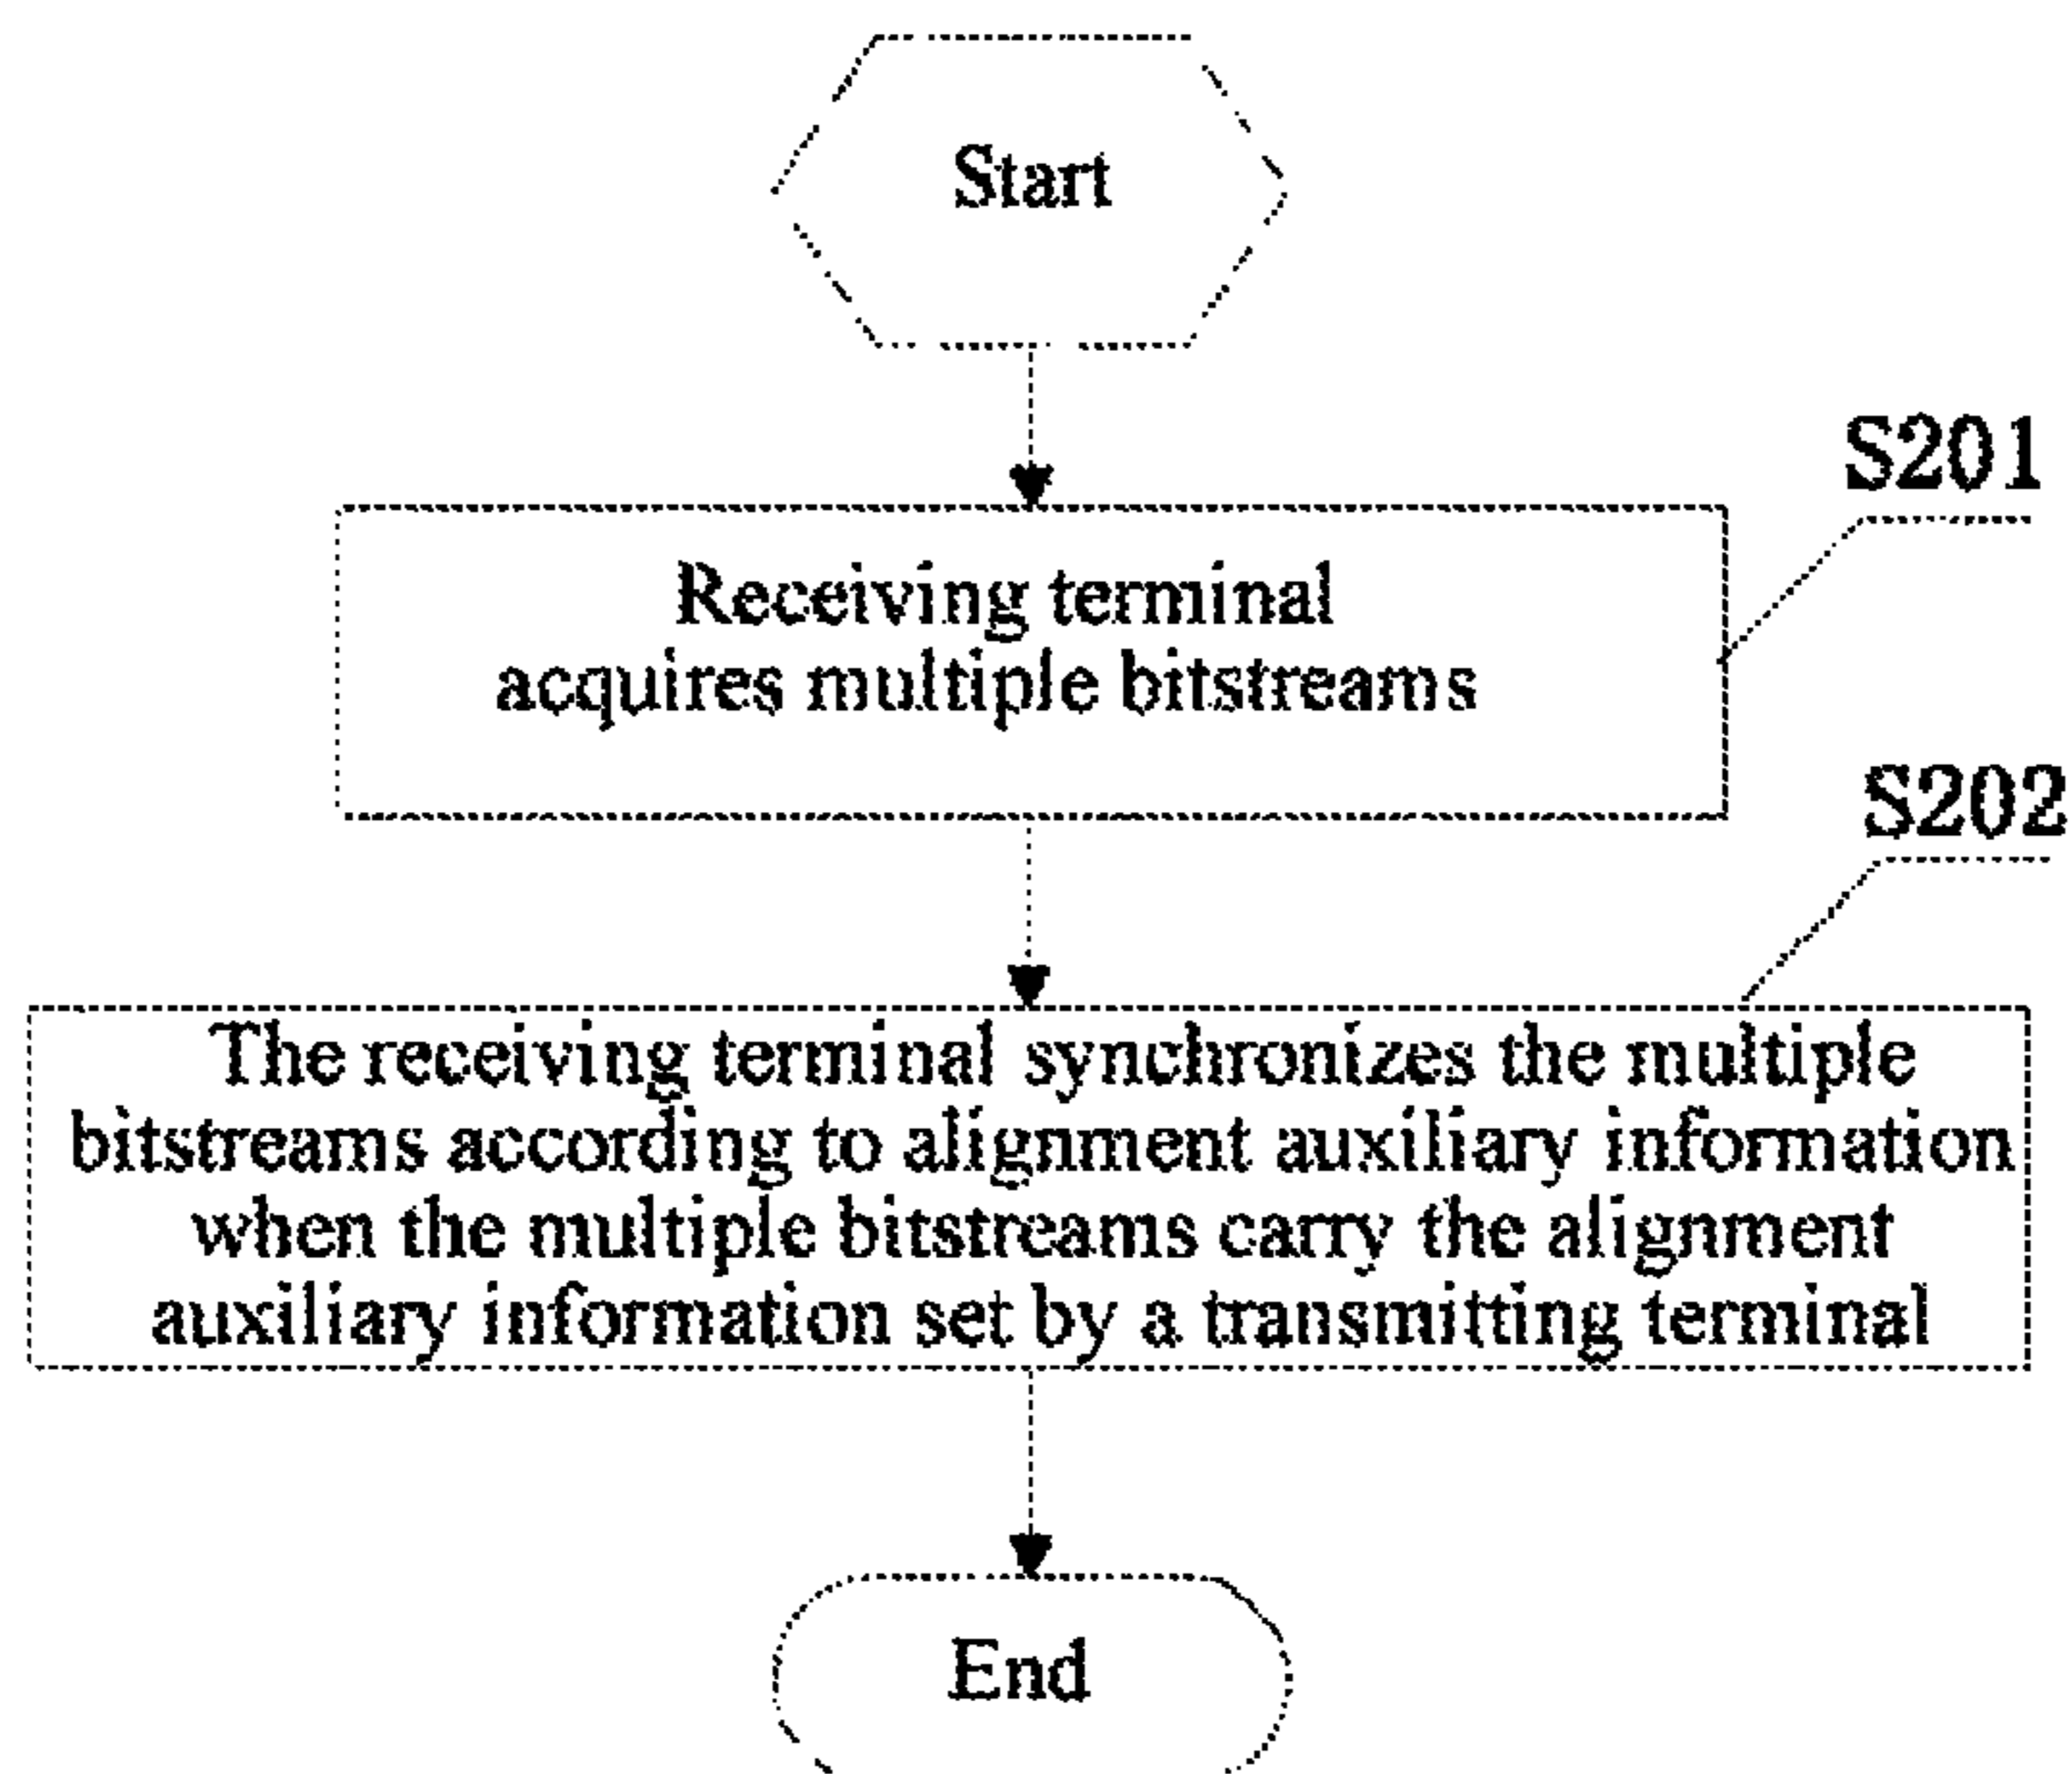 Start
S201
Receiving terminal
acquires multiple bitstreams
S202
The receiving terminal synchronizes the multiple
bitstreams according to alignment auxiliary information
when the multiple bitstreams carry the alignment
auxiliary information set by a transmitting terminal
End